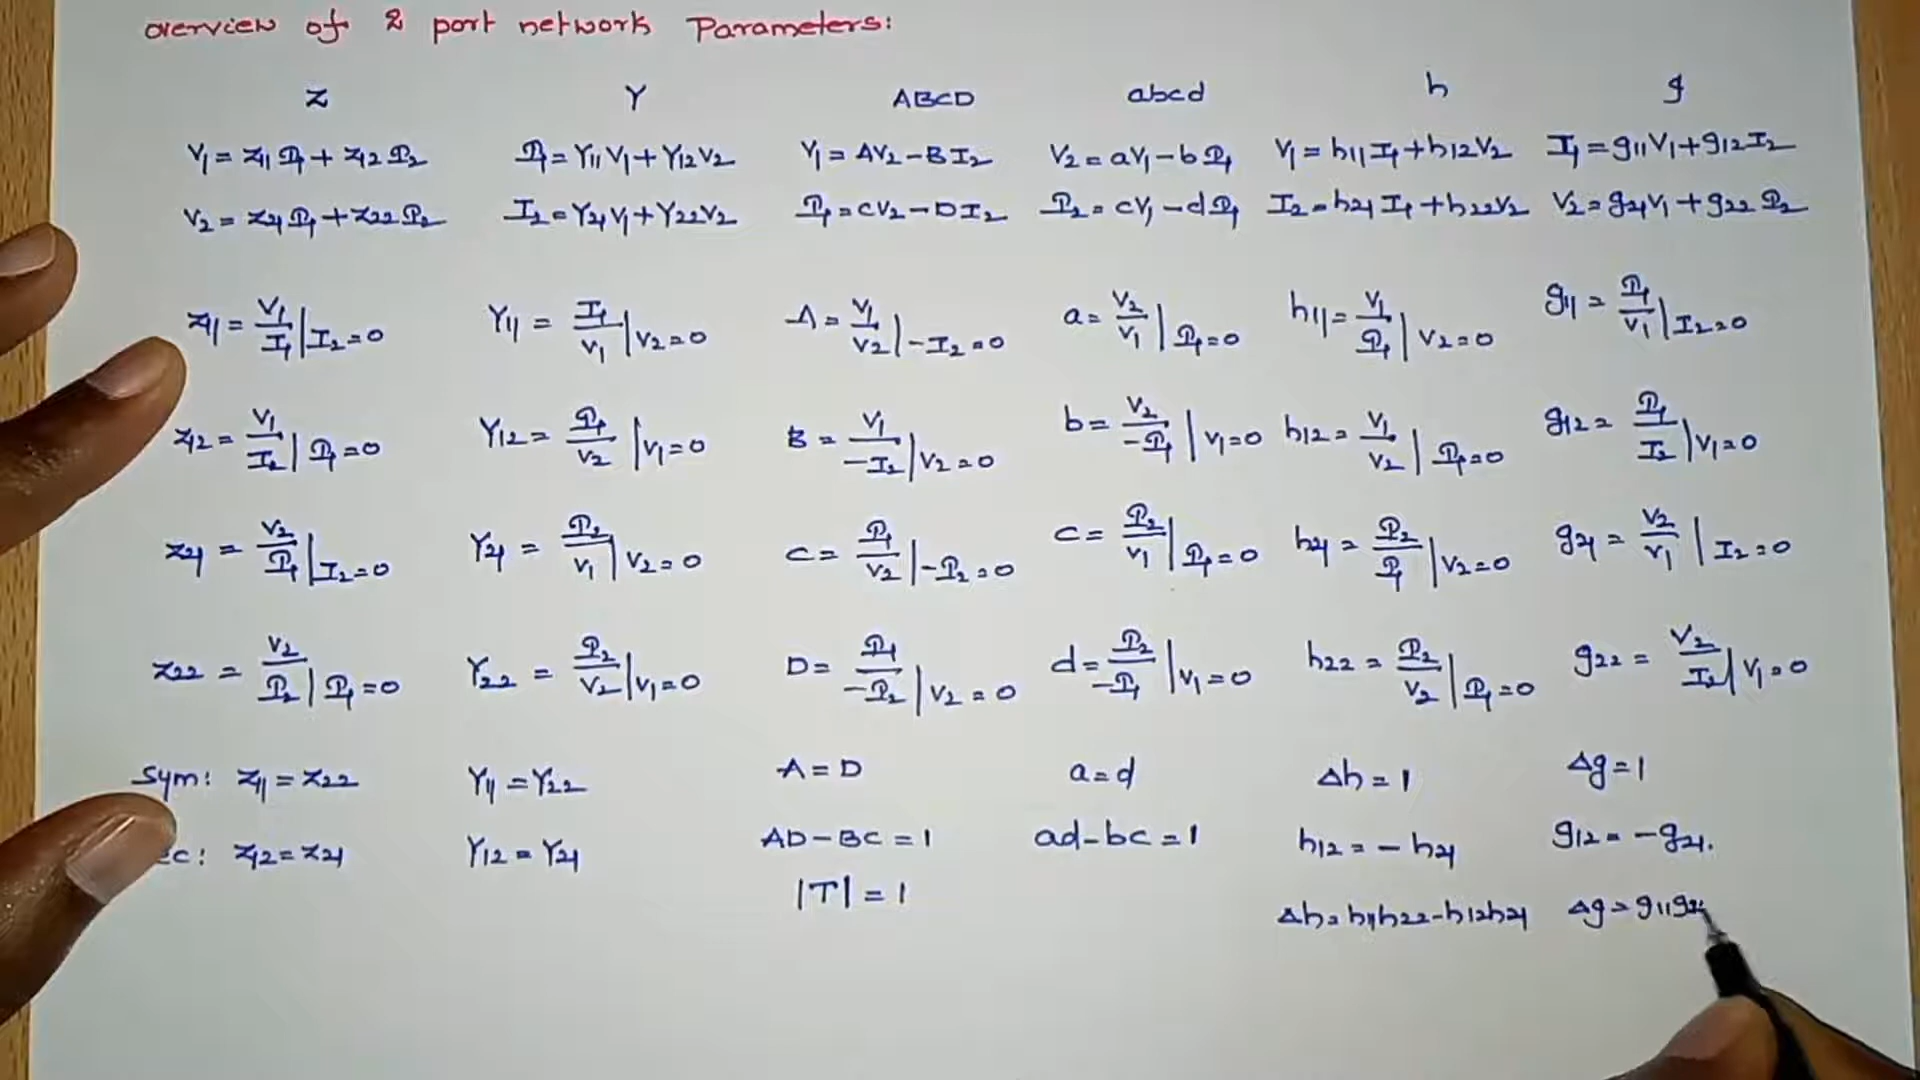 overview of 2 port network Parameters:
Z Y ABCD abcd h g
V1 = Z11 I1 + Z12 I2 I1 = Y11 V1 + Y12 V2 V1 = AV2 - BI2 V2 = aV1 - bI1 V1 = h11 I1 + h12 V2 I1 = g11 V1 + g12 I2
V2 = Z21 I1 + Z22 I2 I2 = Y21 V1 + Y22 V2 I1 = CV2 - DI2 I2 = cV1 - dI1 I2 = h21 I1 + h22 V2 V2 = g21 V1 + g22 I2
Z11 = V1/I1 | I2=0 Y11 = I1/V1 | V2=0 A = V1/V2 | -I2=0 a = V2/V1 | I1=0 h11 = V1/I1 | V2=0 g11 = I1/V1 | I2=0
Z12 = V1/I2 | I1=0 Y12 = I1/V2 | V1=0 B = V1/-I2 | V2=0 b = V2/-I1 | V1=0 h12 = V1/V2 | I1=0 g12 = I1/I2 | V1=0
Z21 = V2/I1 | I2=0 Y21 = I2/V1 | V2=0 C = I1/V2 | -I2=0 c = I2/V1 | I1=0 h21 = I2/I1 | V2=0 g21 = V2/V1 | I2=0
Z22 = V2/I2 | I1=0 Y22 = I2/V2 | V1=0 D = I1/-I2 | V2=0 d = I2/-I1 | V1=0 h22 = I2/V2 | I1=0 g22 = V2/I2 | V1=0
Sym: Z11 = Z22 Y11 = Y22 A = D a = d Δh = 1 Δg = 1
ec: Z12 = Z21 Y12 = Y21 AD - BC = 1 ad - bc = 1 h12 = - h21 g12 = - g21.
|T| = 1
Δh = h11h22 - h12h21 Δg = g11g